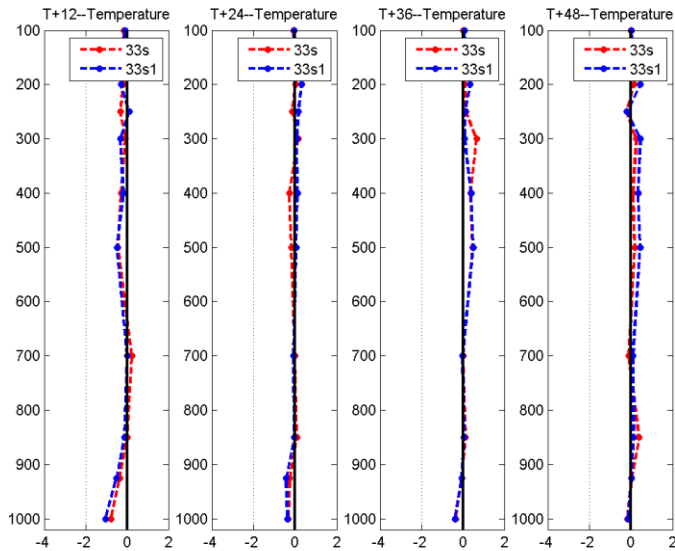 T+12--Temperature
T+24--Temperature
T+36--Temperature
T+48--Temperature
100 100 100 100
33s 33s 33s 33s
33s1 33s1 33s1 33s1
200 200 200 200
300 300 300 300
400 400 400 400
500 500 500 500
600 600 600 600
700 700 700 700
800 800 800 800
900 900 900 900
1000 1000 1000 1000
-4 -2 0 2 -4 -2 0 2 -4 -2 0 2 -4 -2 0 2